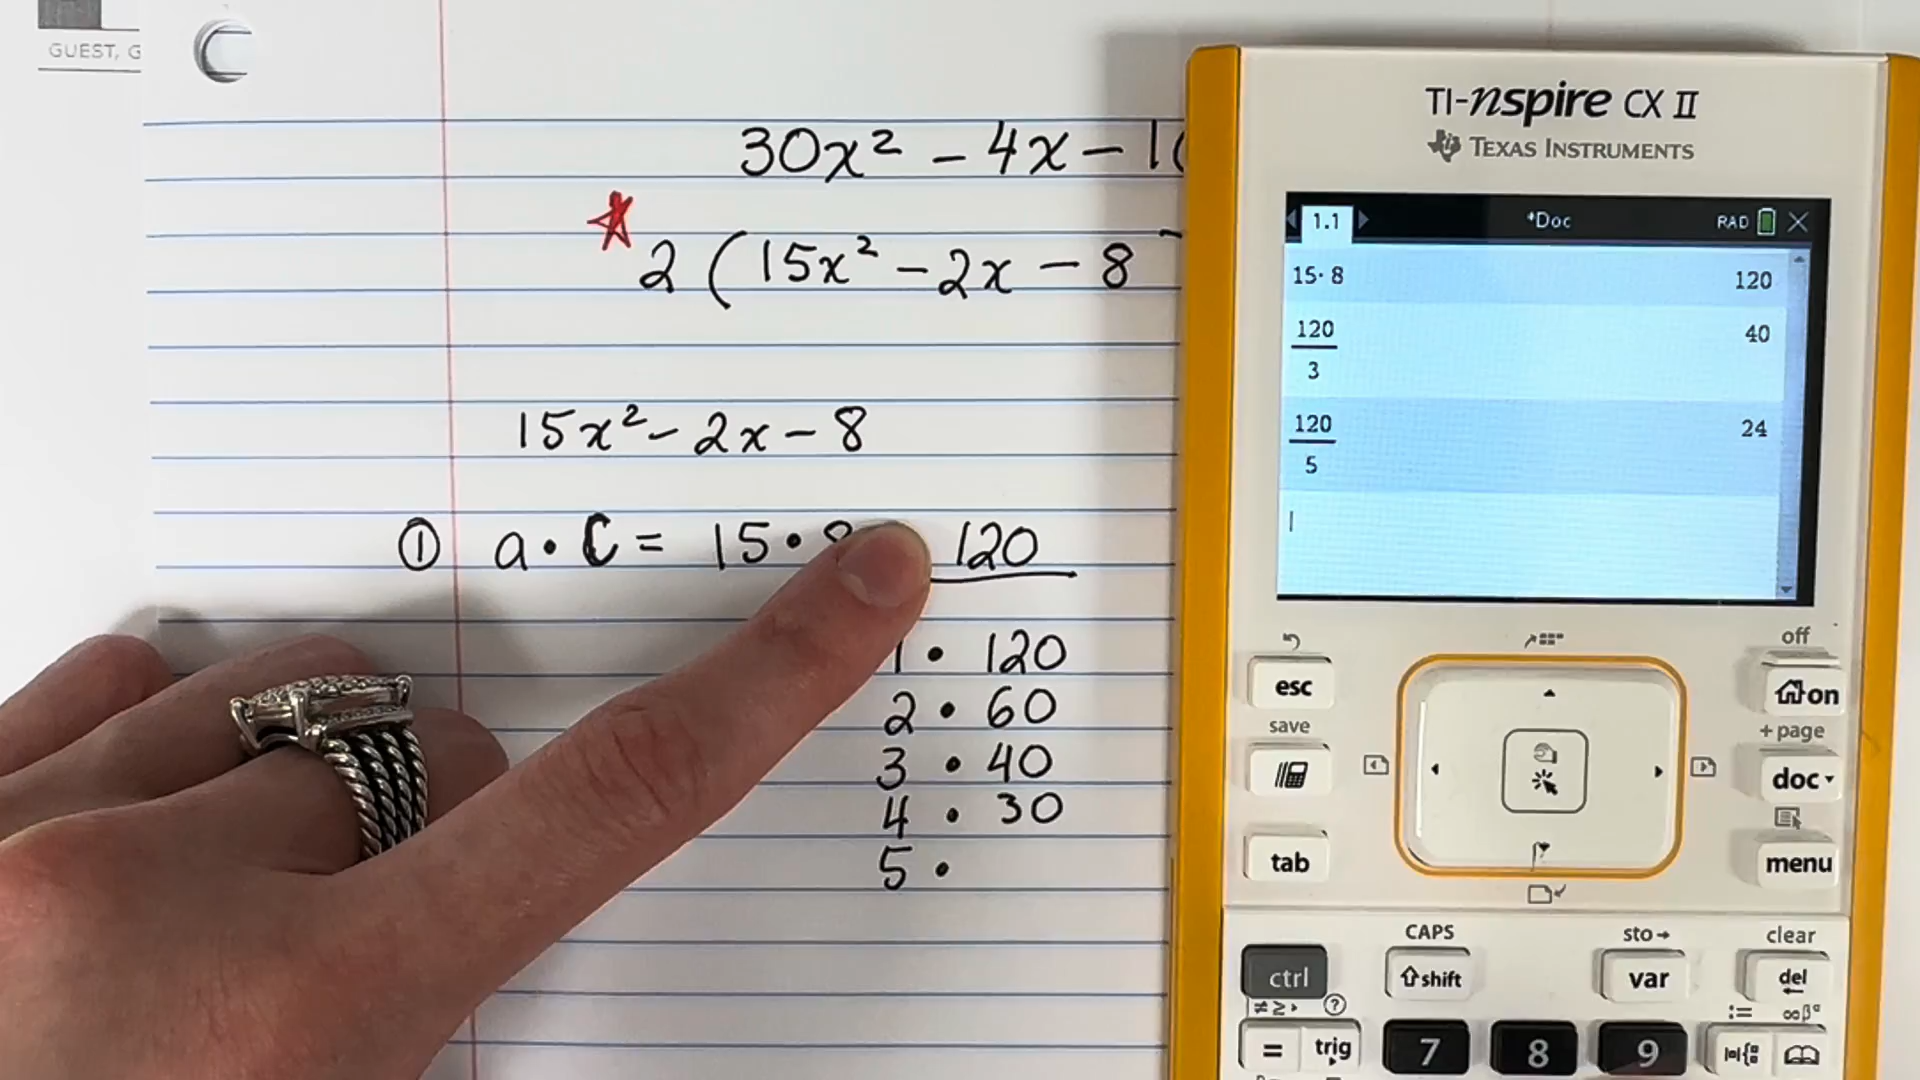 GUEST, G
30x² - 4x - 1
2 ( 15x² - 2x - 8
15x² - 2x - 8
① a • C = 15 • 8 120
1 • 120
2 • 60
3 • 40
4 • 30
5 •
TI-nspire CX II
TEXAS INSTRUMENTS
1.1 *Doc RAD
15·8 120
120/3 40
120/5 24
off
esc
on
save
+ page
doc
tab
menu
CAPS
sto→
clear
ctrl
shift
var
del
≠≥▸ ?
:= ∞β°
= trig 7 8 9